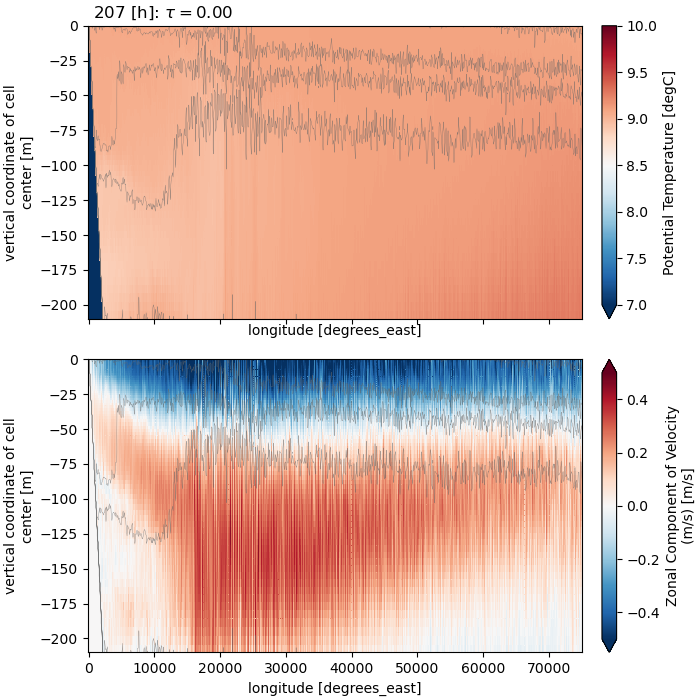 207 [h]: τ = 0.00
0
−25
−50
−75
−100
−125
−150
−175
−200
vertical coordinate of cell
center [m]
longitude [degrees_east]
10.0
9.5
9.0
8.5
8.0
7.5
7.0
Potential Temperature [degC]
0
−25
−50
−75
−100
−125
−150
−175
−200
vertical coordinate of cell
center [m]
0 10000 20000 30000 40000 50000 60000 70000
longitude [degrees_east]
0.4
0.2
0.0
−0.2
−0.4
Zonal Component of Velocity
(m/s) [m/s]